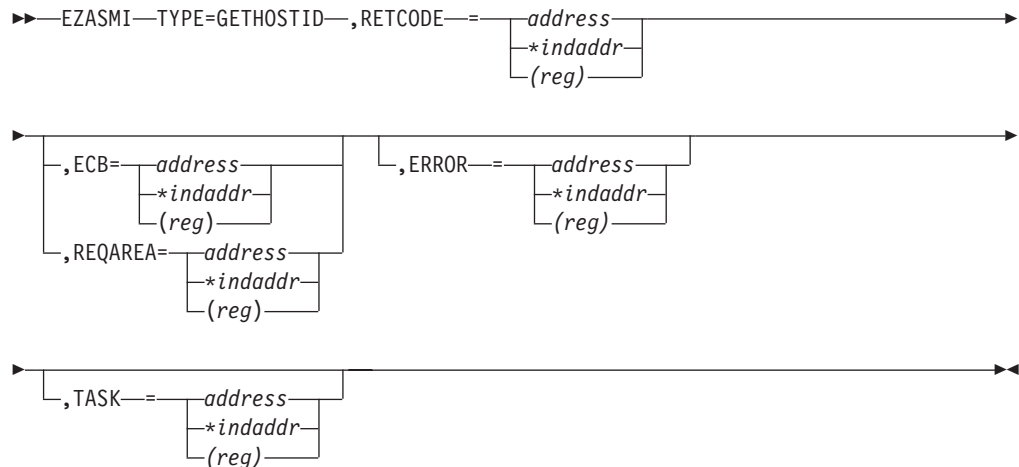 EZASMI TYPE=GETHOSTID ,RETCODE = address
*indaddr
(reg)
,ECB= address
*indaddr
(reg)
,REQAREA= address
*indaddr
(reg)
,ERROR = address
*indaddr
(reg)
,TASK = address
*indaddr
(reg)